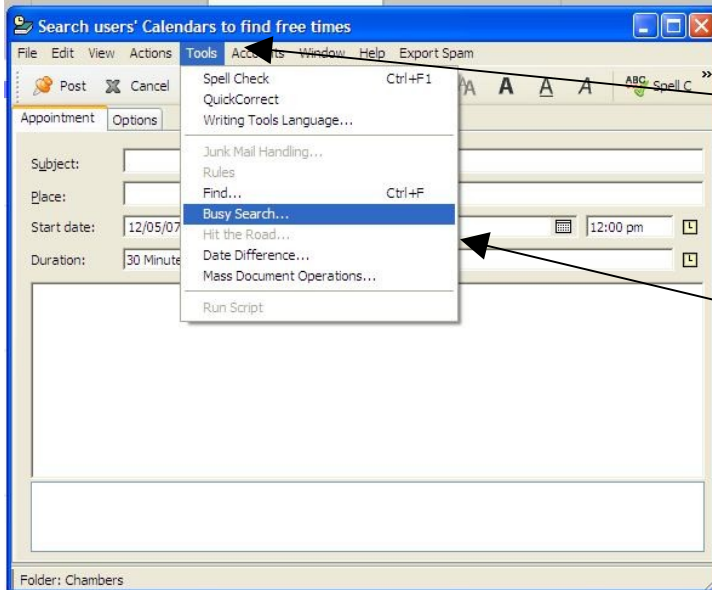 Search users' Calendars to find free times
File Edit View Actions Tools Accounts Window Help Export Spam
Post Cancel A A A ABC Spell C »
Appointment Options
Spell Check Ctrl+F1
QuickCorrect
Writing Tools Language...
Junk Mail Handling...
Rules
Find... Ctrl+F
Busy Search...
Hit the Road...
Date Difference...
Mass Document Operations...
Run Script
Subject:
Place:
Start date: 12/05/07 12:00 pm
Duration: 30 Minute
Folder: Chambers